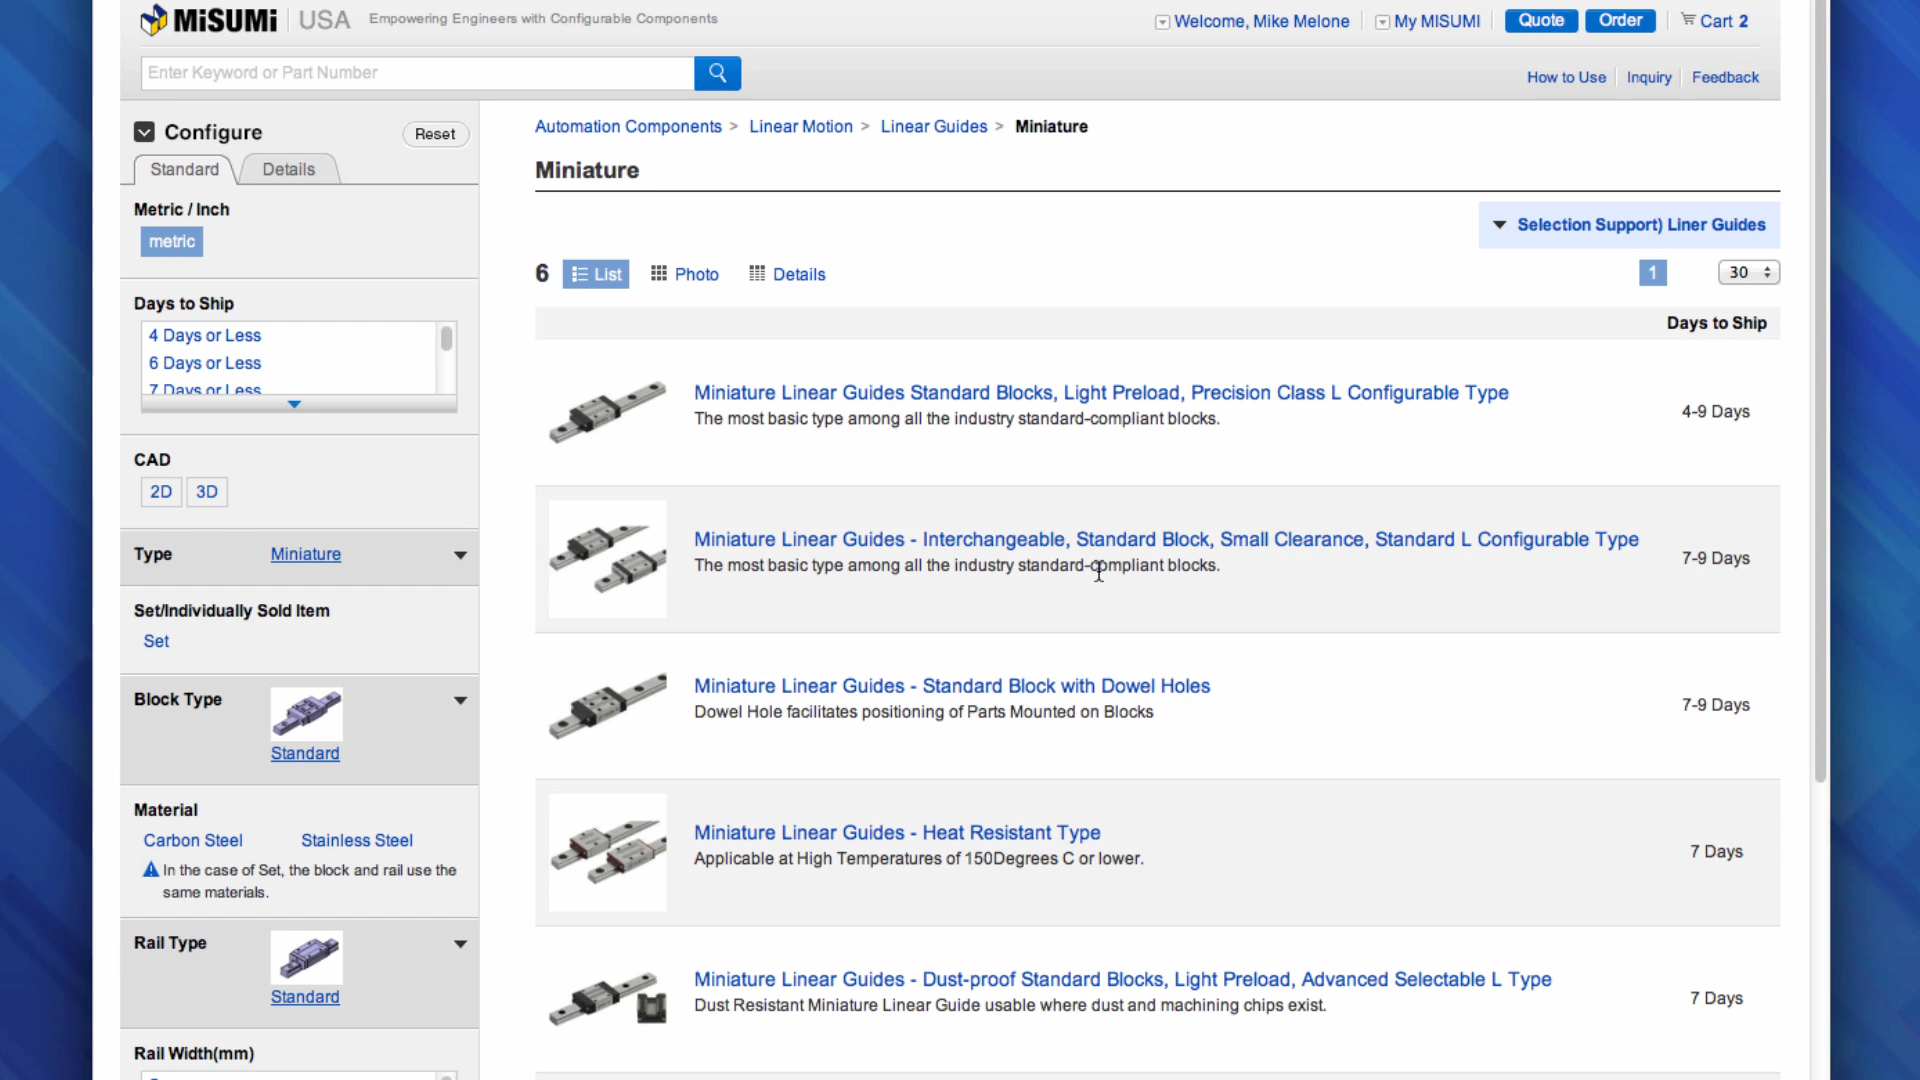 MiSUMi USA Empowering Engineers with Configurable Components
Welcome, Mike Melone My MISUMI Quote Order Cart 2
Enter Keyword or Part Number
How to Use Inquiry Feedback
Configure Reset
Standard Details
Metric / Inch
metric
Days to Ship
4 Days or Less
6 Days or Less
7 Days or Less
CAD
2D 3D
Type Miniature
Set/Individually Sold Item
Set
Block Type
Standard
Material
Carbon Steel Stainless Steel
In the case of Set, the block and rail use the
same materials.
Rail Type
Standard
Rail Width(mm)
Automation Components > Linear Motion > Linear Guides > Miniature
Miniature
Selection Support) Liner Guides
6 List Photo Details 1 30
Days to Ship
Miniature Linear Guides Standard Blocks, Light Preload, Precision Class L Configurable Type
The most basic type among all the industry standard-compliant blocks.
4-9 Days
Miniature Linear Guides - Interchangeable, Standard Block, Small Clearance, Standard L Configurable Type
The most basic type among all the industry standard-compliant blocks.
7-9 Days
Miniature Linear Guides - Standard Block with Dowel Holes
Dowel Hole facilitates positioning of Parts Mounted on Blocks
7-9 Days
Miniature Linear Guides - Heat Resistant Type
Applicable at High Temperatures of 150Degrees C or lower.
7 Days
Miniature Linear Guides - Dust-proof Standard Blocks, Light Preload, Advanced Selectable L Type
Dust Resistant Miniature Linear Guide usable where dust and machining chips exist.
7 Days